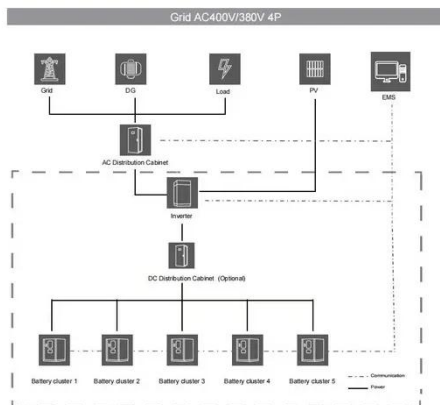 Grid AC400V/380V 4P
Grid DG Load PV EMS
AC Distribution Cabinet
Inverter
DC Distribution Cabinet (Optional)
Battery cluster 1 Battery cluster 2 Battery cluster 3 Battery cluster 4 Battery cluster 5
Communication
Power